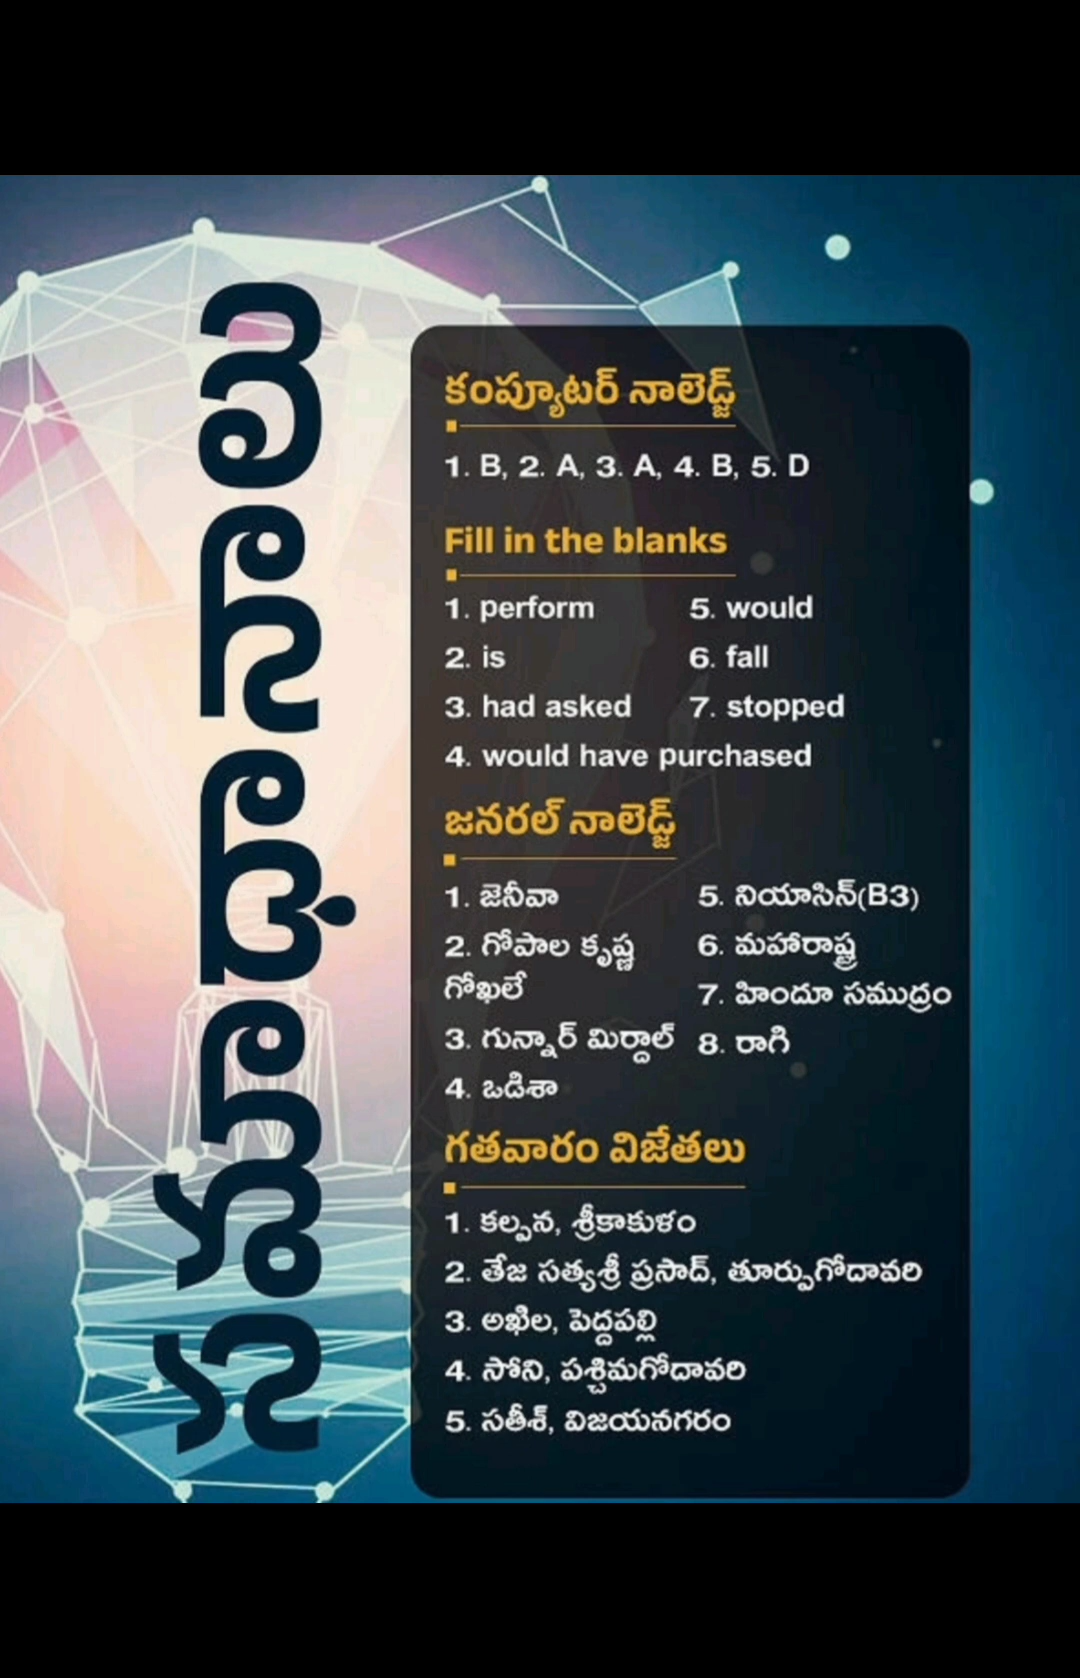 సమాధానాలు
కంప్యూటర్ నాలెడ్జ్
1. B, 2. A, 3. A, 4. B, 5. D
Fill in the blanks
1. perform
2. is
3. had asked
4. would have purchased
5. would
6. fall
7. stopped
జనరల్ నాలెడ్జ్
1. జెనీవా
2. గోపాల కృష్ణ
గోఖలే
3. గున్నార్ మిర్దాల్
4. ఒడిశా
5. నియాసిన్(B3)
6. మహారాష్ట్ర
7. హిందూ సముద్రం
8. రాగి
గతవారం విజేతలు
1. కల్పన, శ్రీకాకుళం
2. తేజ సత్యశ్రీ ప్రసాద్, తూర్పుగోదావరి
3. అఖిల, పెద్దపల్లి
4. సోని, పశ్చిమగోదావరి
5. సతీశ్, విజయనగరం